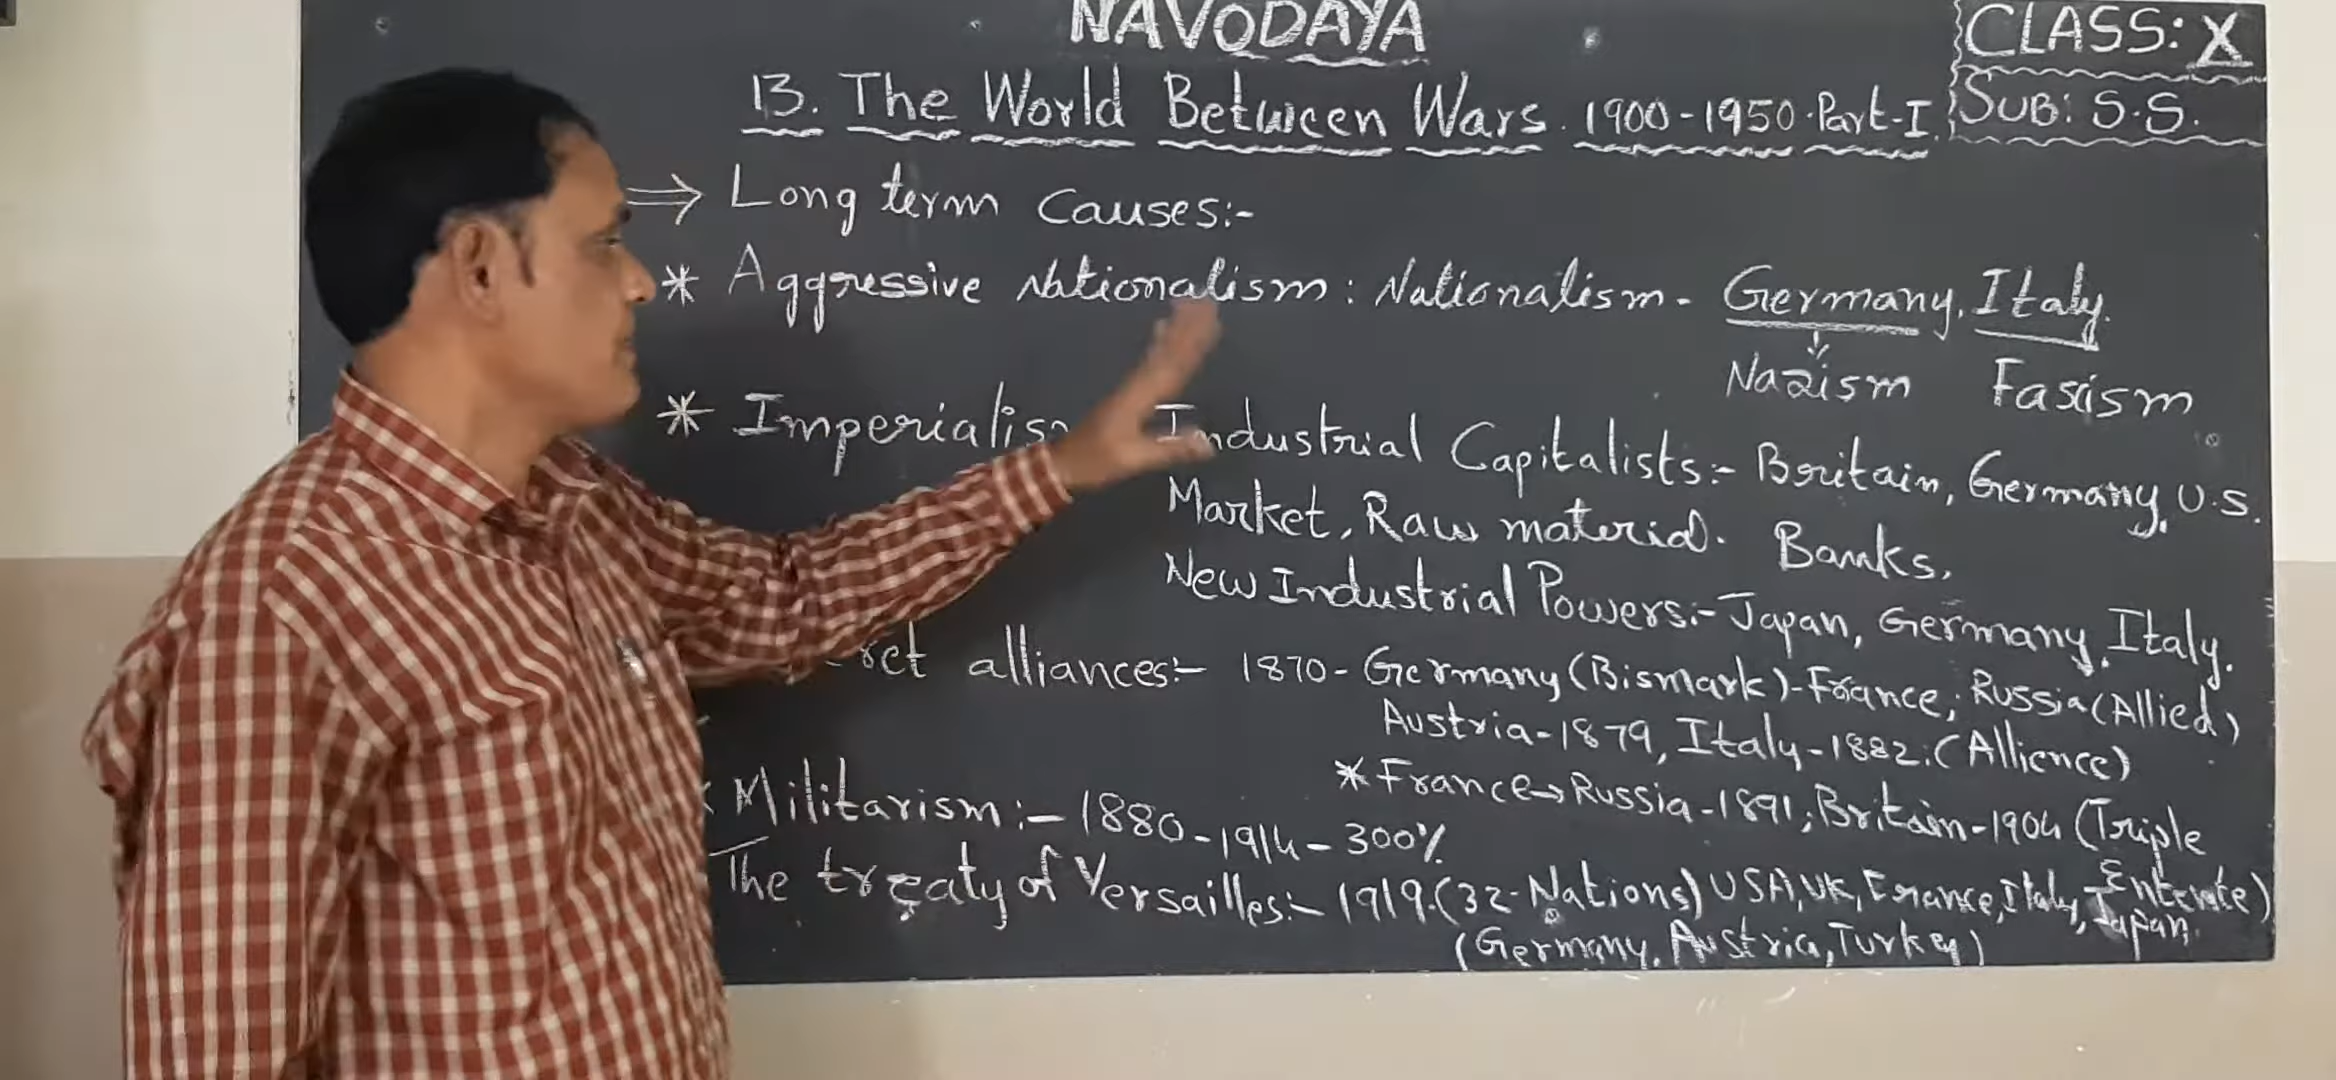 NAVODAYA
CLASS: X
SUB: S.S.
13. The World Between Wars. 1900-1950. Part-I.
⇒ Long term Causes:-
* Aggressive Nationalism: Nationalism - Germany, Italy.
Nazism Fascism
* Imperialis Industrial Capitalists:- Britain, Germany, U.S.
Market, Raw material. Banks,
New Industrial Powers:- Japan, Germany, Italy.
ret alliances:- 1870- Germany (Bismark)-France; Russia (Allied)
Austria-1879, Italy-1882. (Allience)
* France→Russia-1891; Britain-1904 (Triple
Entente)
* Militarism:- 1880-1914-300%
The treaty of Versailles:- 1919. (32-Nations) USA, UK, France, Italy, Japan.
(Germany, Austria, Turkey)